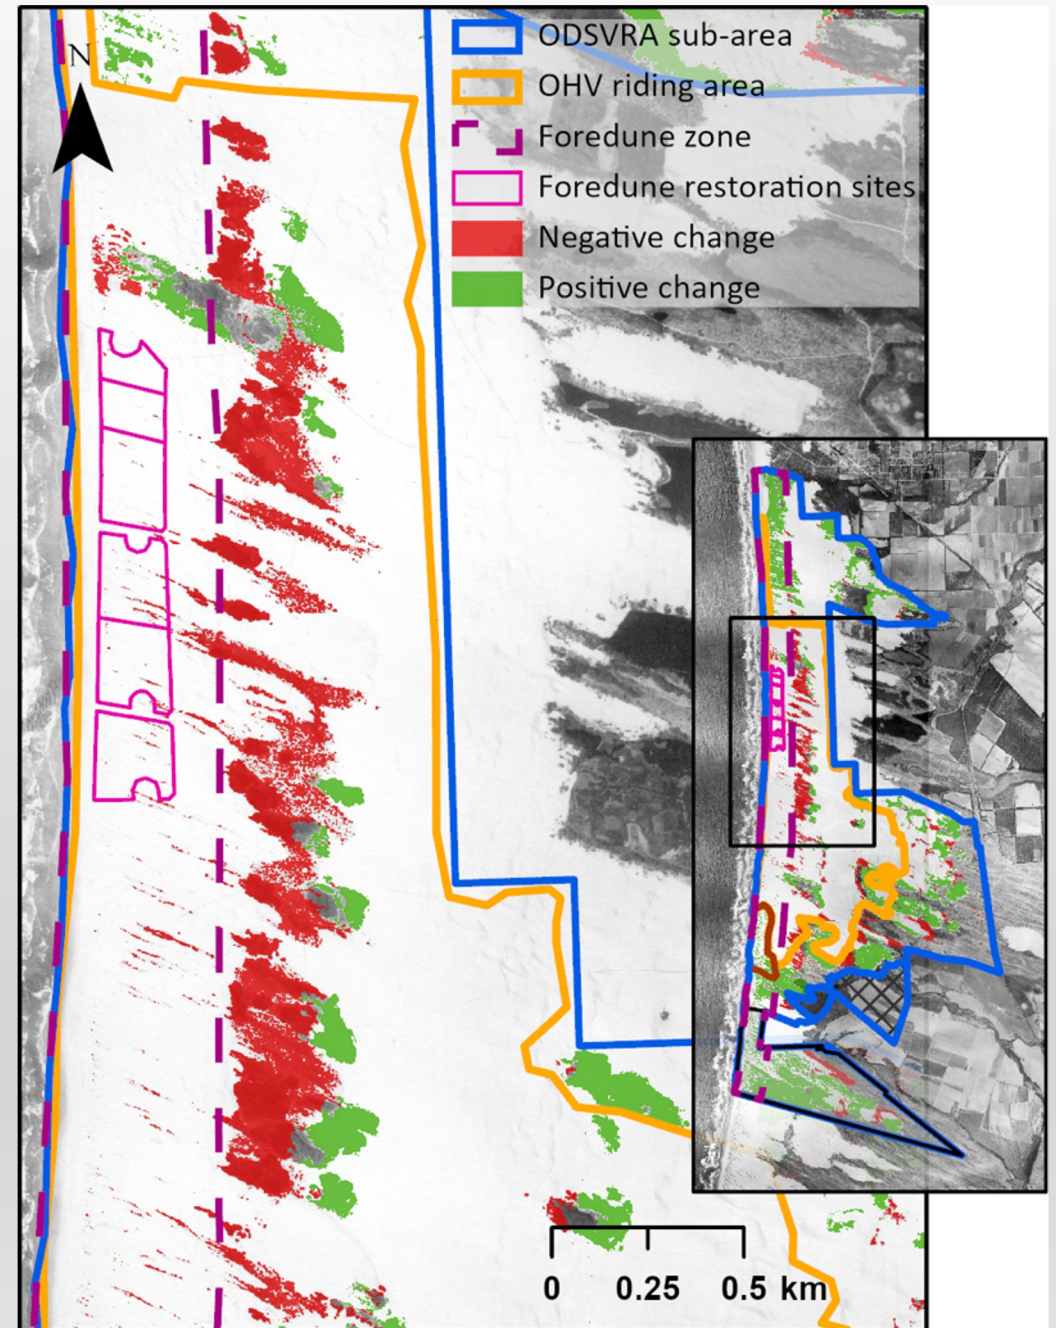 N
ODSVRA sub-area
OHV riding area
Foredune zone
Foredune restoration sites
Negative change
Positive change
0 0.25 0.5 km